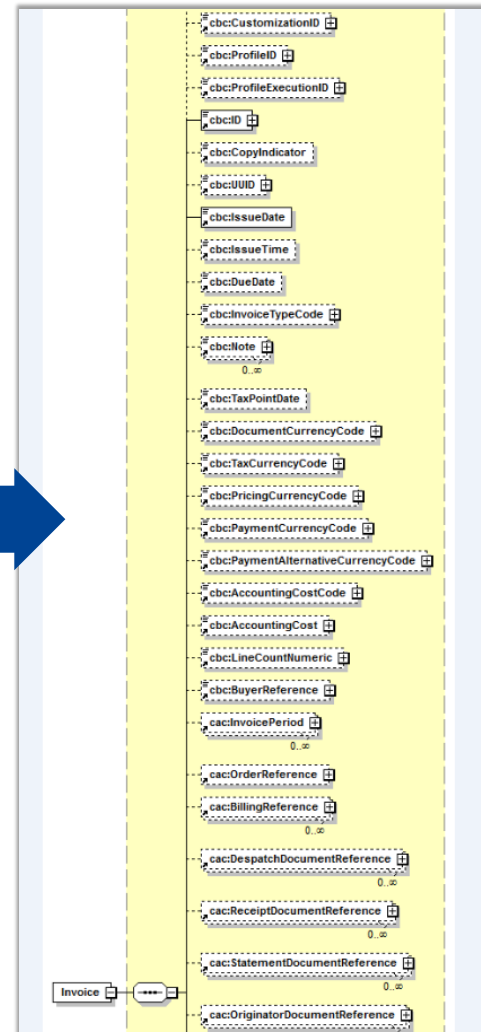 cbc:CustomizationID
cbc:ProfileID
cbc:ProfileExecutionID
cbc:ID
cbc:CopyIndicator
cbc:UUID
cbc:IssueDate
cbc:IssueTime
cbc:DueDate
cbc:InvoiceTypeCode
cbc:Note
0..∞
cbc:TaxPointDate
cbc:DocumentCurrencyCode
cbc:TaxCurrencyCode
cbc:PricingCurrencyCode
cbc:PaymentCurrencyCode
cbc:PaymentAlternativeCurrencyCode
cbc:AccountingCostCode
cbc:AccountingCost
cbc:LineCountNumeric
cbc:BuyerReference
cac:InvoicePeriod
0..∞
cac:OrderReference
cac:BillingReference
0..∞
cac:DespatchDocumentReference
0..∞
cac:ReceiptDocumentReference
0..∞
cac:StatementDocumentReference
0..∞
Invoice
cac:OriginatorDocumentReference